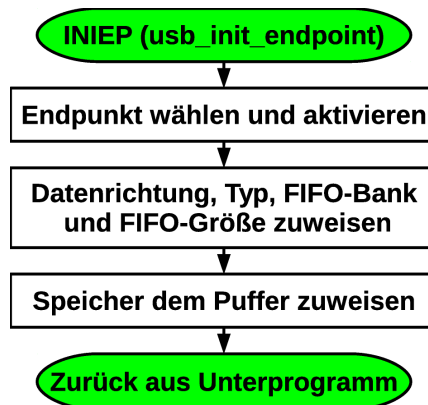 INIEP (usb_init_endpoint)
Endpunkt wählen und aktivieren
Datenrichtung, Typ, FIFO-Bank
und FIFO-Größe zuweisen
Speicher dem Puffer zuweisen
Zurück aus Unterprogramm